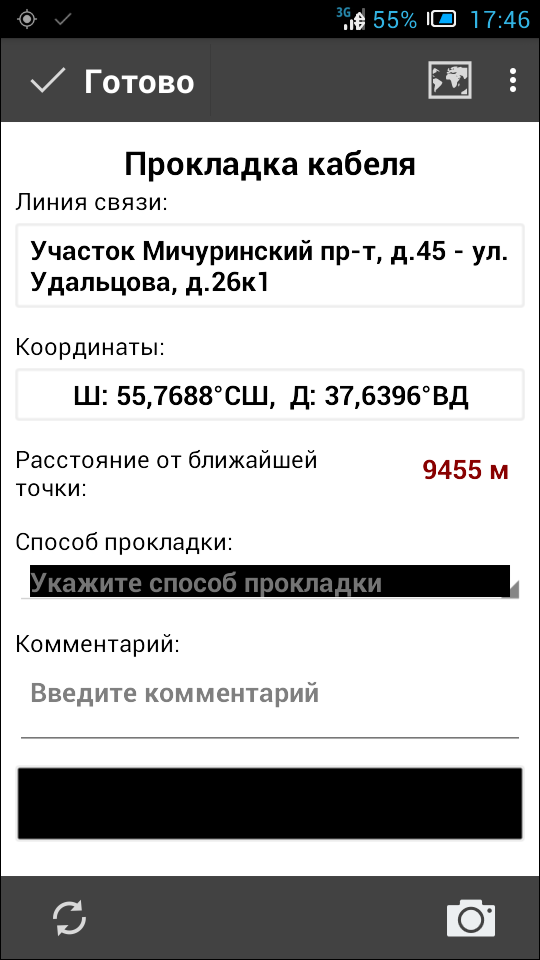 3G 55% 17:46
Готово
Прокладка кабеля
Линия связи:
Участок Мичуринский пр-т, д.45 - ул.
Удальцова, д.26к1
Координаты:
Ш: 55,7688°СШ, Д: 37,6396°ВД
Расстояние от ближайшей
точки:
9455 м
Способ прокладки:
Укажите способ прокладки
Комментарий:
Введите комментарий